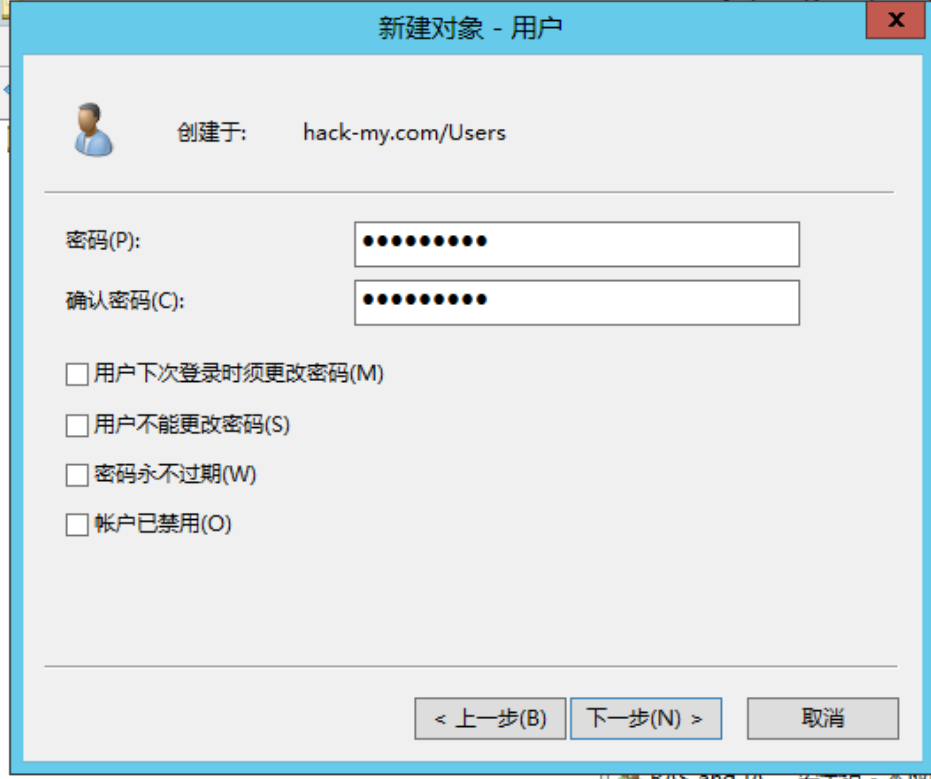 新建对象 - 用户
x
创建于: hack-my.com/Users
密码(P): ●●●●●●●●●
确认密码(C): ●●●●●●●●●
用户下次登录时须更改密码(M)
用户不能更改密码(S)
密码永不过期(W)
帐户已禁用(O)
< 上一步(B) 下一步(N) > 取消